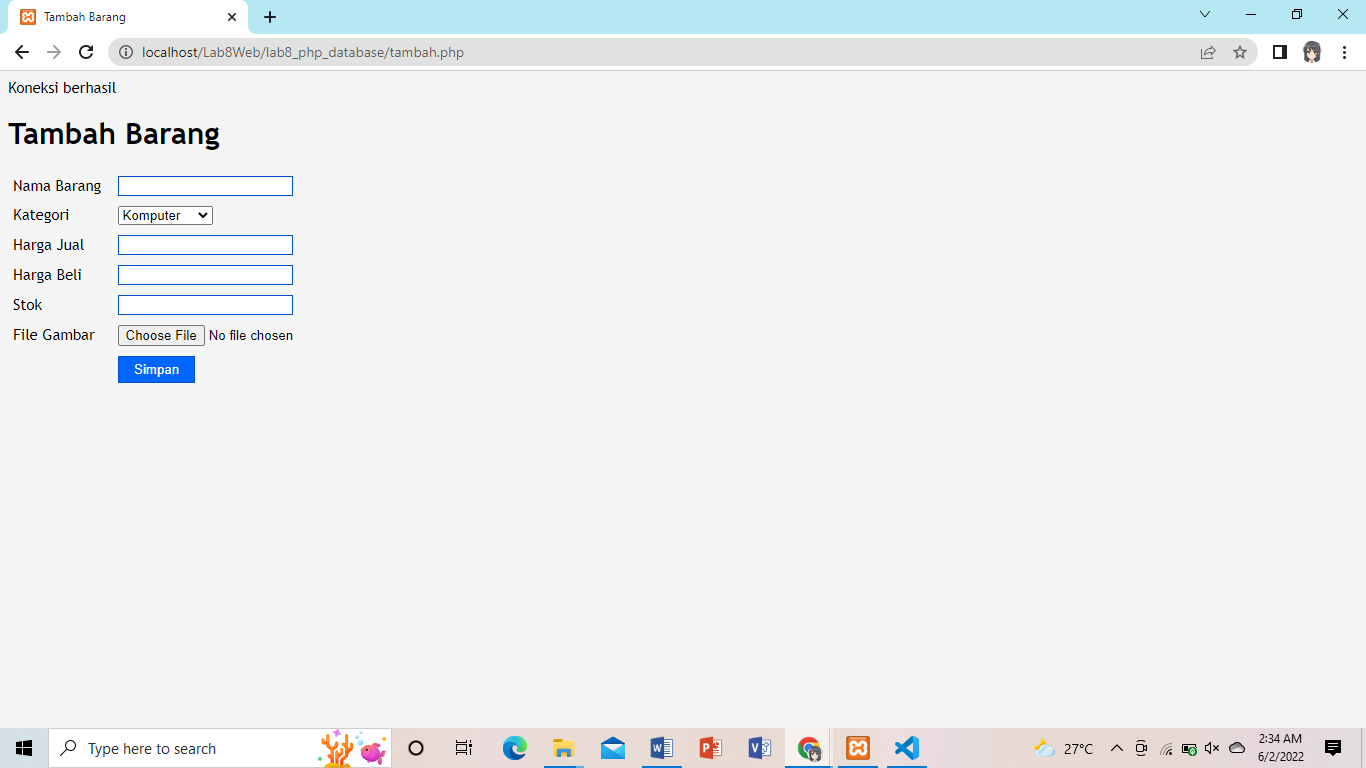 Tambah Barang
localhost/Lab8Web/lab8_php_database/tambah.php
Koneksi berhasil
Tambah Barang
Nama Barang
Kategori Komputer
Harga Jual
Harga Beli
Stok
File Gambar Choose File No file chosen
Simpan
Type here to search 27°C 2:34 AM
6/2/2022